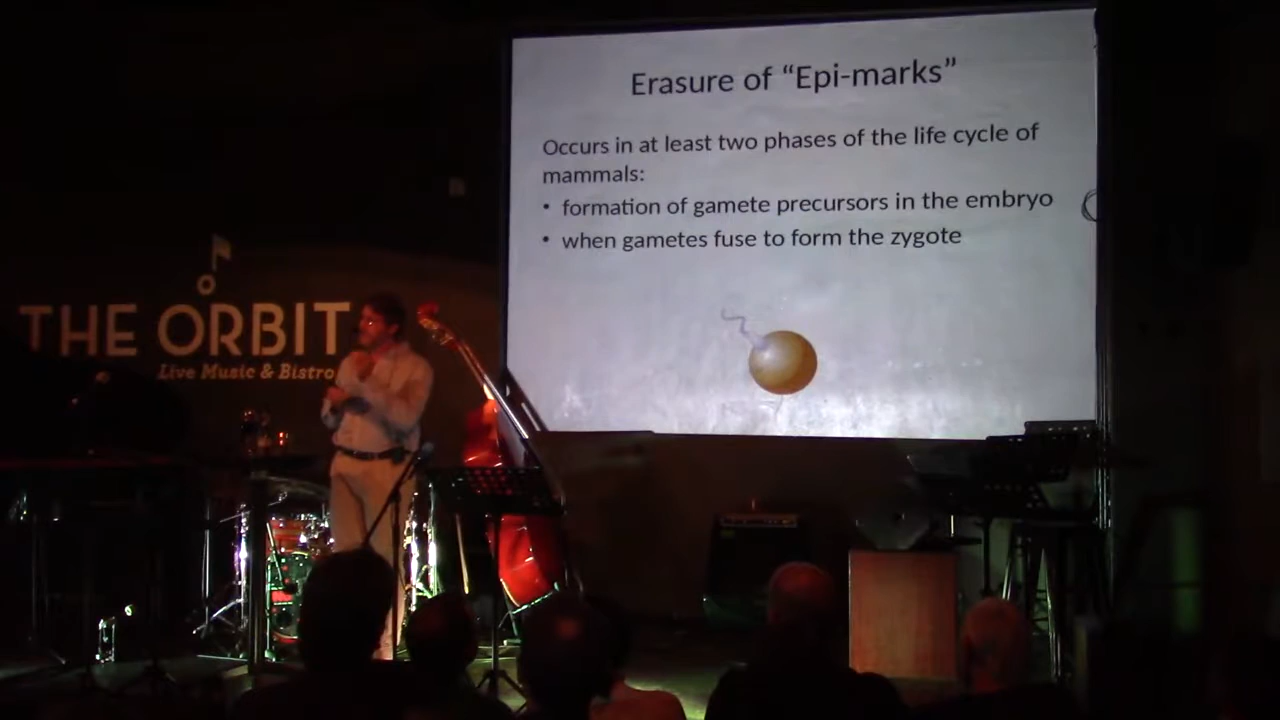 Erasure of “Epi-marks”
Occurs in at least two phases of the life cycle of
mammals:
• formation of gamete precursors in the embryo
• when gametes fuse to form the zygote
THE ORBIT
Live Music & Bistro